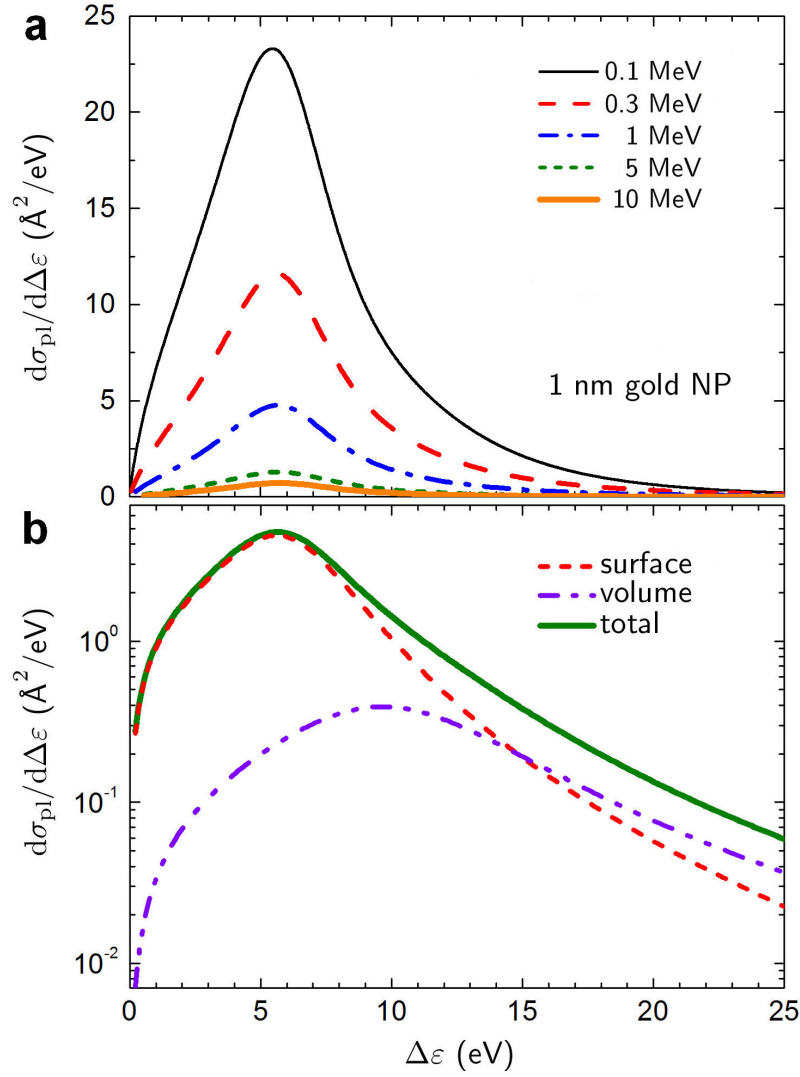 a
25
20
15
10
5
0
dσpl/dΔε (Å²/eV)
0.1 MeV
0.3 MeV
1 MeV
5 MeV
10 MeV
1 nm gold NP
b
10⁰
10⁻¹
10⁻²
dσpl/dΔε (Å²/eV)
surface
volume
total
0 5 10 15 20 25
Δε (eV)